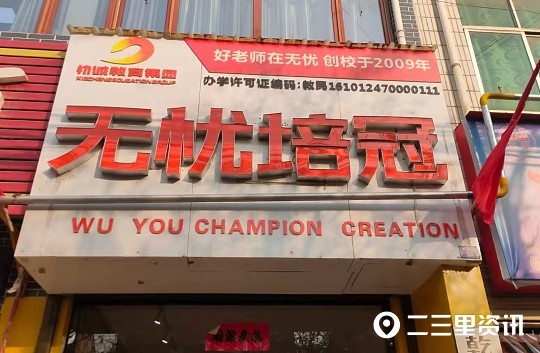 好老师在无忧 创校于2009年
办学许可证编码:教民161012470000111
无忧培冠
WU YOU CHAMPION CREATION
二三里资讯